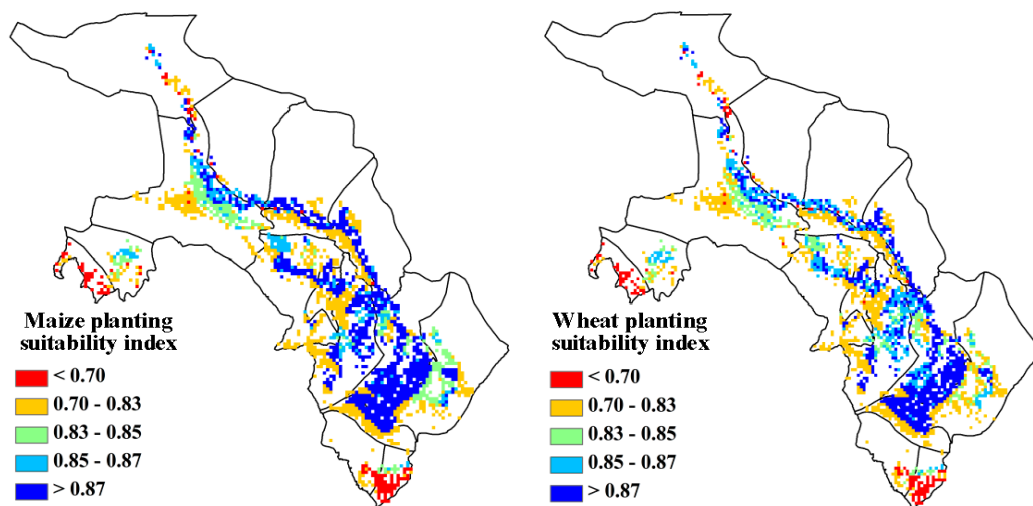 Maize planting
suitability index
< 0.70
0.70 - 0.83
0.83 - 0.85
0.85 - 0.87
> 0.87
Wheat planting
suitability index
< 0.70
0.70 - 0.83
0.83 - 0.85
0.85 - 0.87
> 0.87